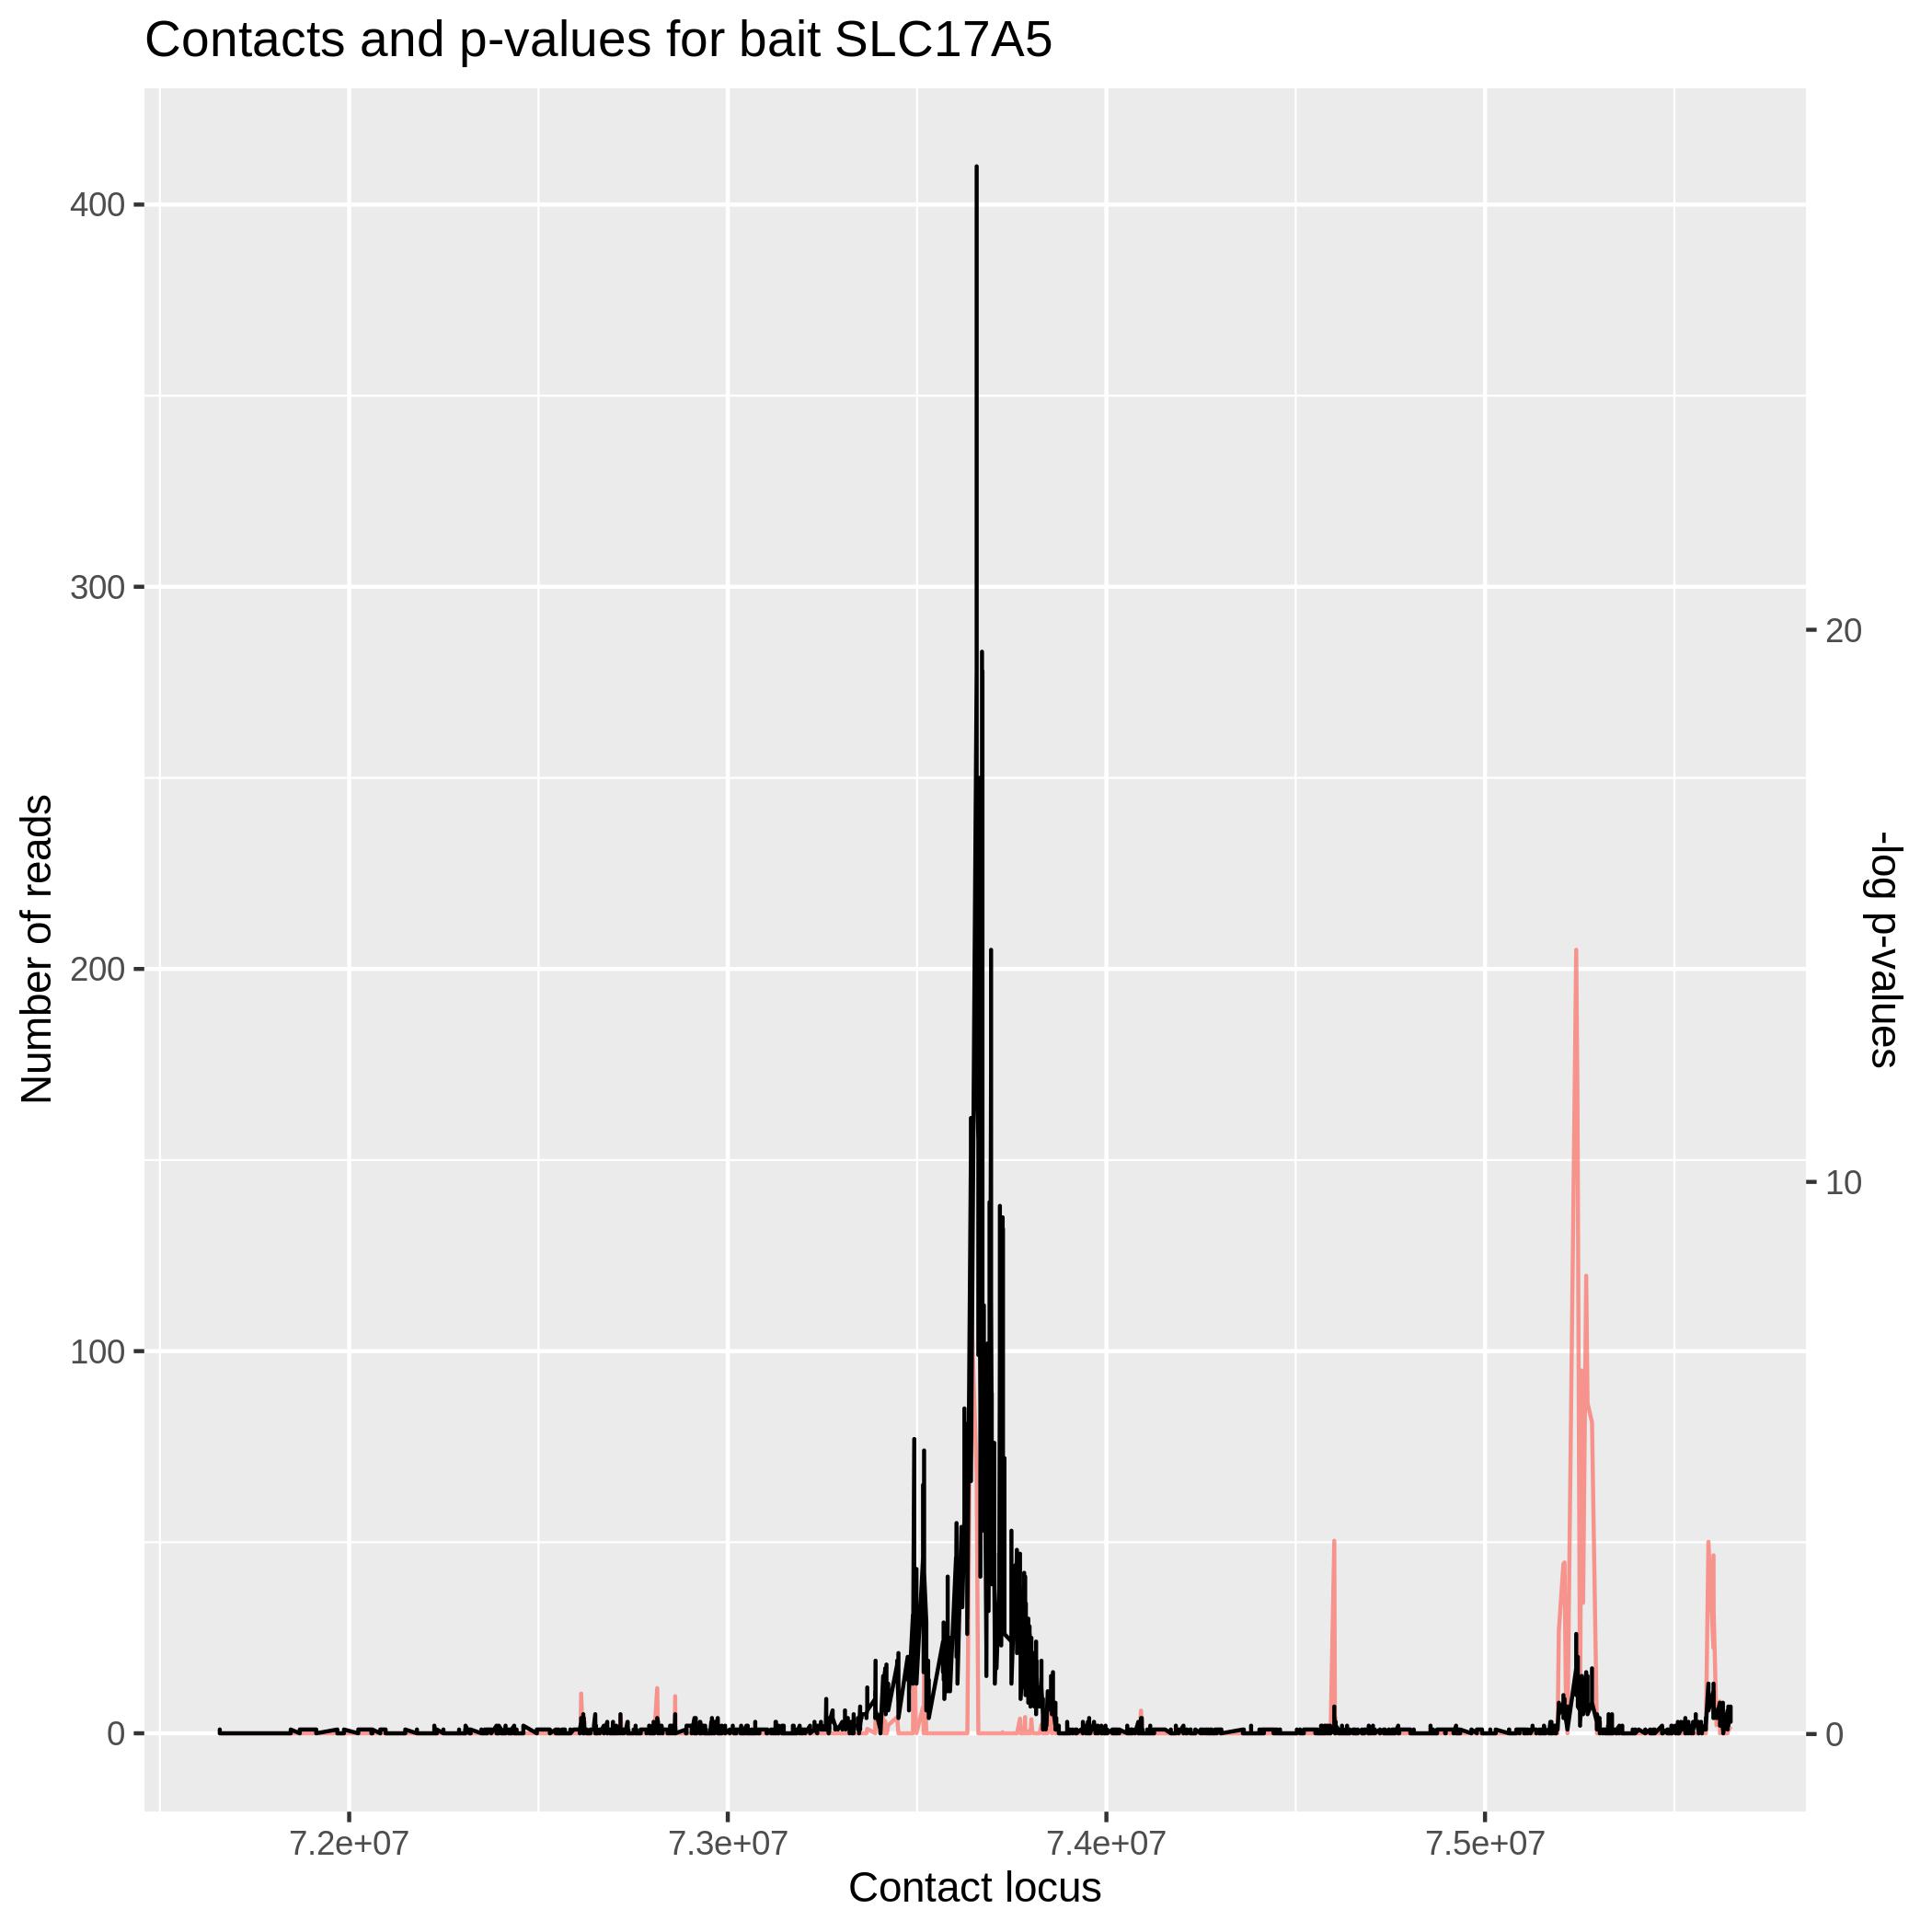 Contacts and p-values for bait SLC17A5
400
300
200
100
0
Number of reads
20
10
0
-log p-values
7.2e+07
7.3e+07
7.4e+07
7.5e+07
Contact locus